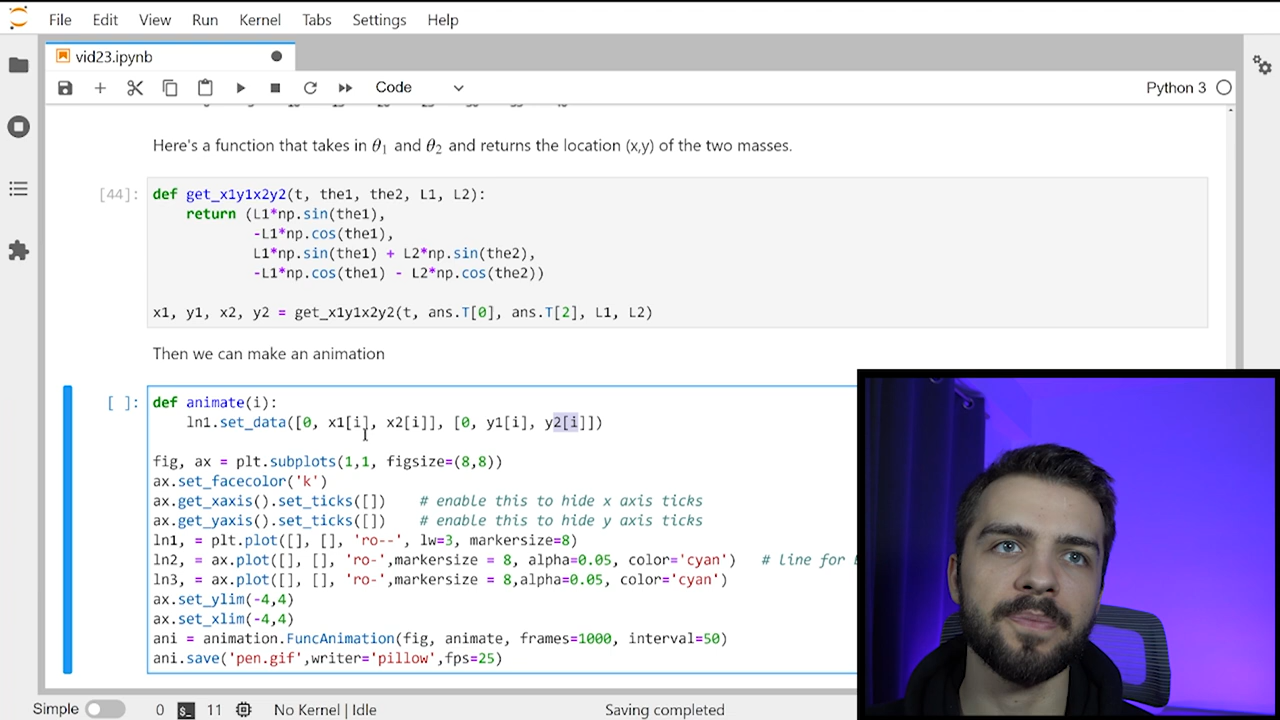 File Edit View Run Kernel Tabs Settings Help
vid23.ipynb
Code
Python 3
Here's a function that takes in θ1 and θ2 and returns the location (x,y) of the two masses.
[44]:
def get_x1y1x2y2(t, the1, the2, L1, L2):
return (L1*np.sin(the1),
-L1*np.cos(the1),
L1*np.sin(the1) + L2*np.sin(the2),
-L1*np.cos(the1) - L2*np.cos(the2))
x1, y1, x2, y2 = get_x1y1x2y2(t, ans.T[0], ans.T[2], L1, L2)
Then we can make an animation
[ ]:
def animate(i):
ln1.set_data([0, x1[i], x2[i]], [0, y1[i], y2[i]])
fig, ax = plt.subplots(1,1, figsize=(8,8))
ax.set_facecolor('k')
ax.get_xaxis().set_ticks([]) # enable this to hide x axis ticks
ax.get_yaxis().set_ticks([]) # enable this to hide y axis ticks
ln1, = plt.plot([], [], 'ro--', lw=3, markersize=8)
ln2, = ax.plot([], [], 'ro-',markersize = 8, alpha=0.05, color='cyan') # line for
ln3, = ax.plot([], [], 'ro-',markersize = 8,alpha=0.05, color='cyan')
ax.set_ylim(-4,4)
ax.set_xlim(-4,4)
ani = animation.FuncAnimation(fig, animate, frames=1000, interval=50)
ani.save('pen.gif',writer='pillow',fps=25)
Simple 0 11 No Kernel | Idle Saving completed